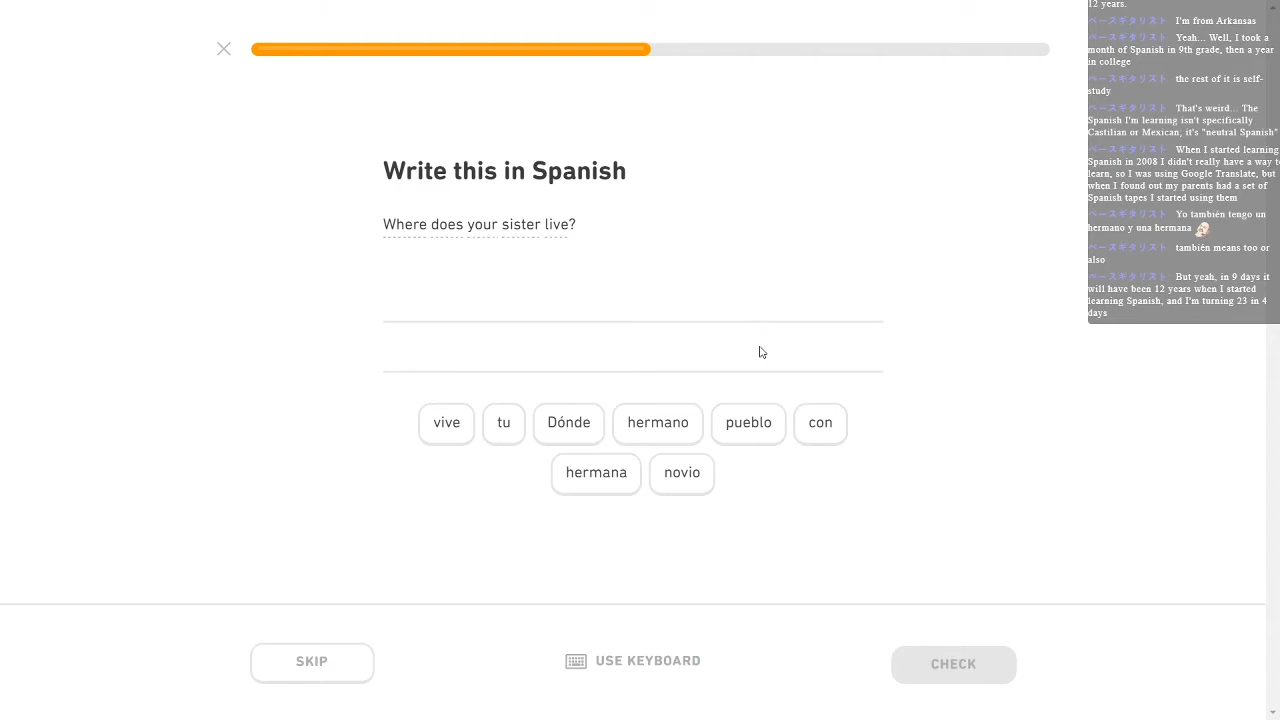 Write this in Spanish
Where does your sister live?
vive
tu
Dónde
hermano
pueblo
con
hermana
novio
SKIP
USE KEYBOARD
CHECK
12 years.
ベースギタリスト I'm from Arkansas
ベースギタリスト Yeah... Well, I took a
month of Spanish in 9th grade, then a year
in college
ベースギタリスト the rest of it is self-
study
ベースギタリスト That's weird... The
Spanish I'm learning isn't specifically
Castilian or Mexican; it's "neutral Spanish"
ベースギタリスト When I started learning
Spanish in 2008 I didn't really have a way to
learn, so I was using Google Translate, but
when I found out my parents had a set of
Spanish tapes I started using them
ベースギタリスト Yo también tengo un
hermano y una hermana
ベースギタリスト también means too or
also
ベースギタリスト But yeah, in 9 days it
will have been 12 years when I started
learning Spanish, and I'm turning 23 in 4
days